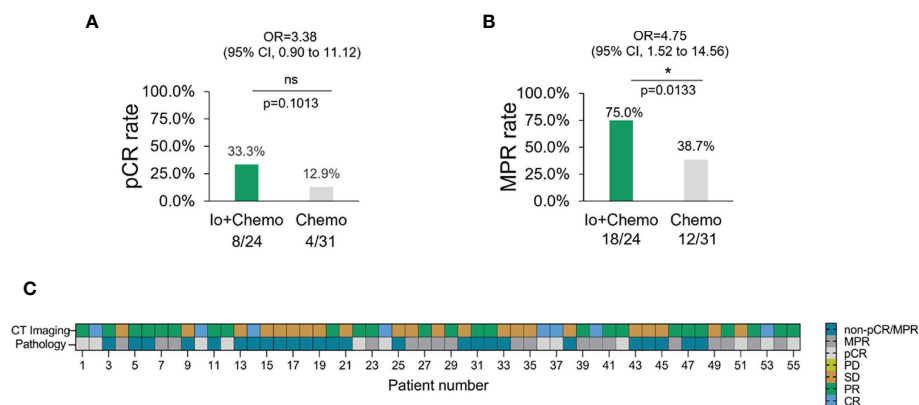 A
OR=3.38
(95% CI, 0.90 to 11.12)
ns
p=0.1013
100.0%
75.0%
50.0%
25.0%
0.0%
pCR rate
33.3%
12.9%
Io+Chemo
Chemo
8/24
4/31
B
OR=4.75
(95% CI, 1.52 to 14.56)
*
p=0.0133
100.0%
75.0%
50.0%
25.0%
0.0%
MPR rate
75.0%
38.7%
Io+Chemo
Chemo
18/24
12/31
C
CT Imaging
Pathology
1 3 5 7 9 11 13 15 17 19 21 23 25 27 29 31 33 35 37 39 41 43 45 47 49 51 53 55
Patient number
non-pCR/MPR
MPR
pCR
PD
SD
PR
CR